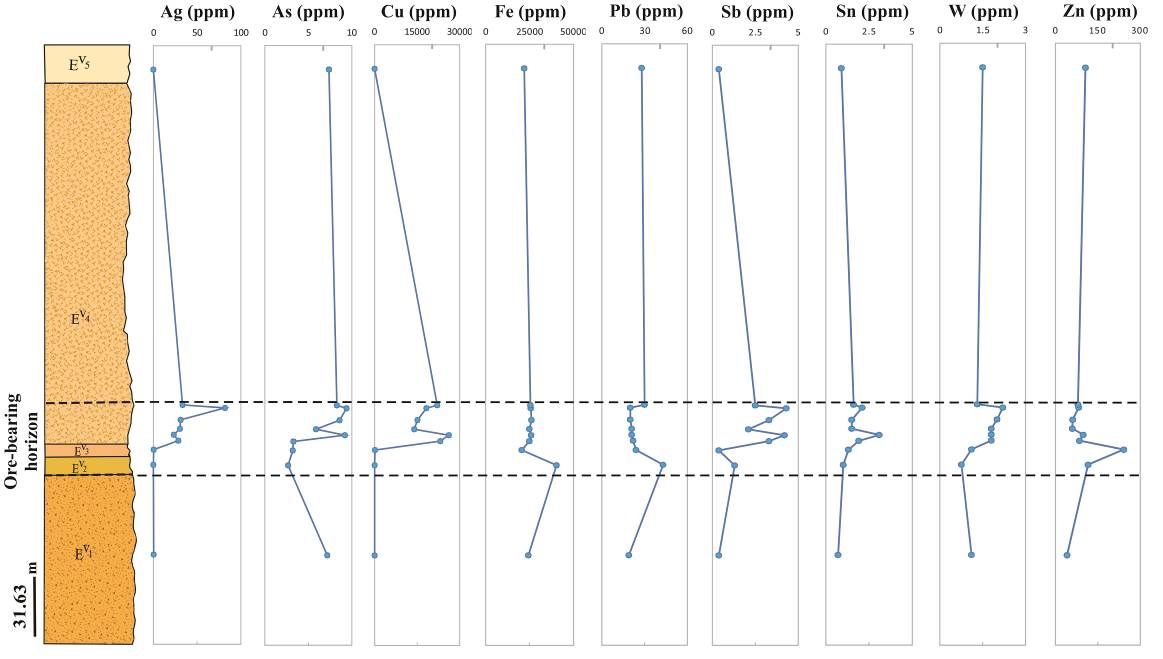 Ag (ppm) As (ppm) Cu (ppm) Fe (ppm) Pb (ppm) Sb (ppm) Sn (ppm) W (ppm) Zn (ppm)
0 50 100 0 5 10 0 15000 30000 0 25000 50000 0 30 60 0 2.5 5 0 2.5 5 0 1.5 3 0 150 300
Eᵛ₅
Eᵛ₄
Ore-bearing
horizon
Eᵛ₃
Eᵛ₂
Eᵛ₁
31.63 m